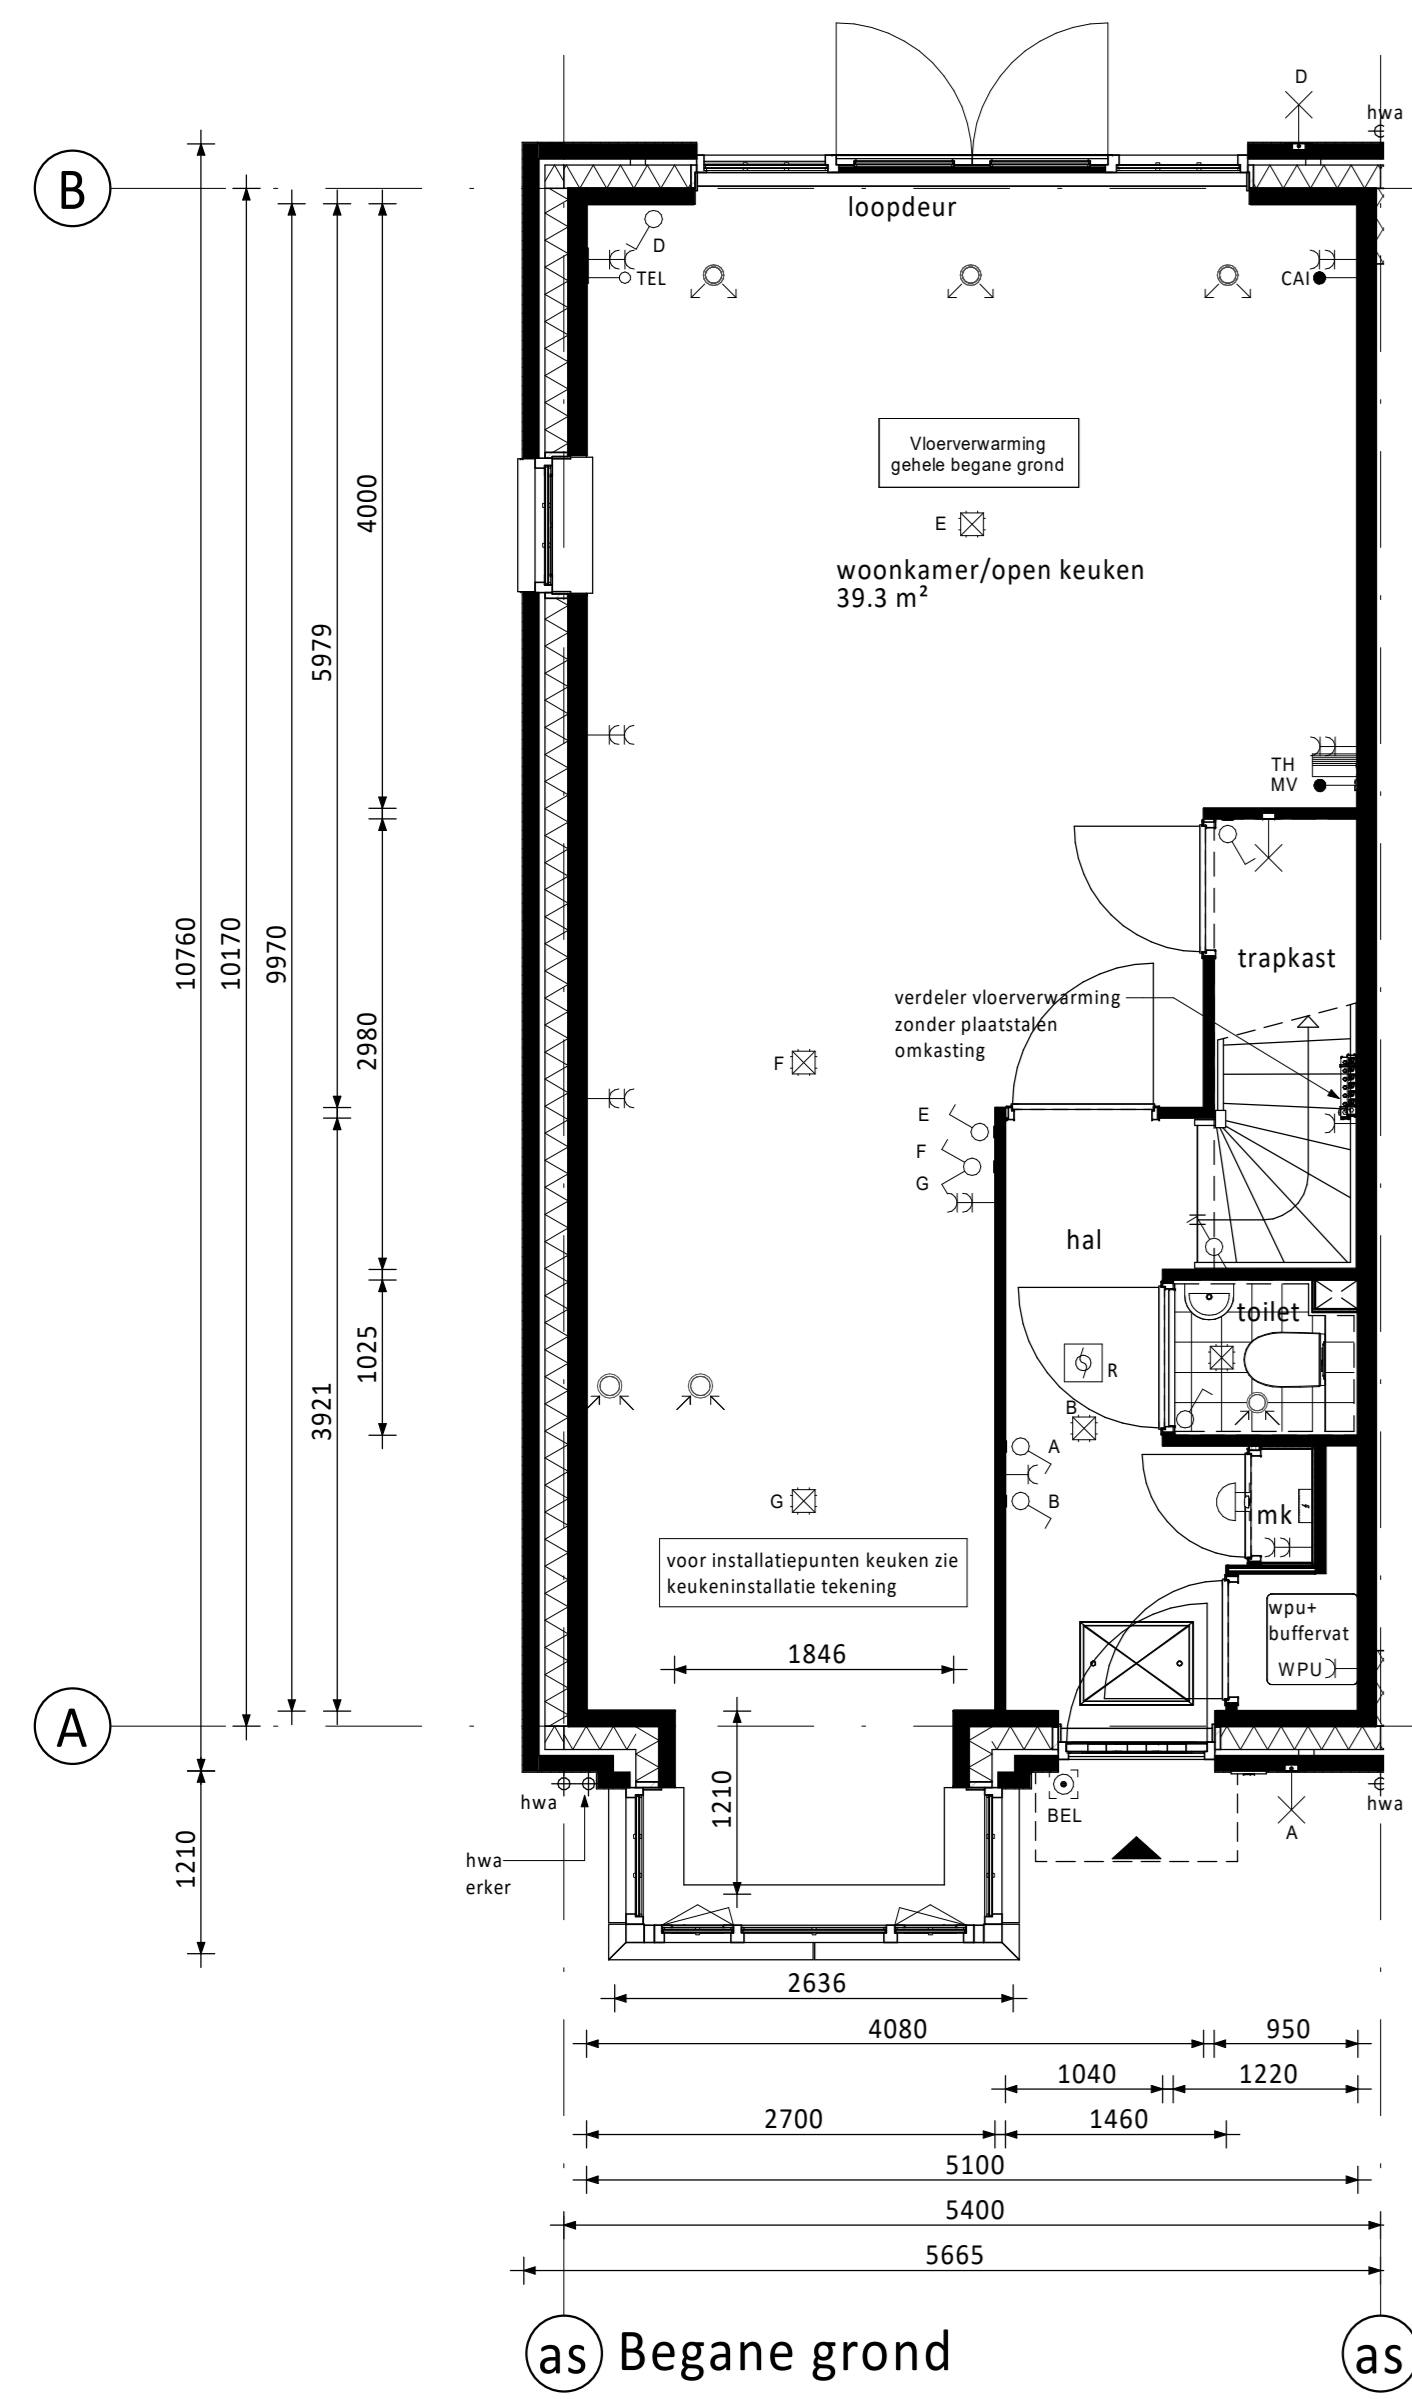 D
hwa
B
loopdeur
D
TEL
CAI
Vloerverwarming
gehele begane grond
E
woonkamer/open keuken
39.3 m²
4000
5979
TH
MV
10760
10170
9970
trapkast
verdeler vloerverwarming
zonder plaatstalen
omkasting
2980
F
E
F
G
hal
toilet
1025
3921
R
B
A
B
G
mk
voor installatiepunten keuken zie
keukeninstallatie tekening
wpu+
buffervat
WPU
1846
A
1210
hwa
BEL
A
hwa
1210
hwa
erker
2636
4080
950
1040
1220
2700
1460
5100
5400
5665
as
Begane grond
as